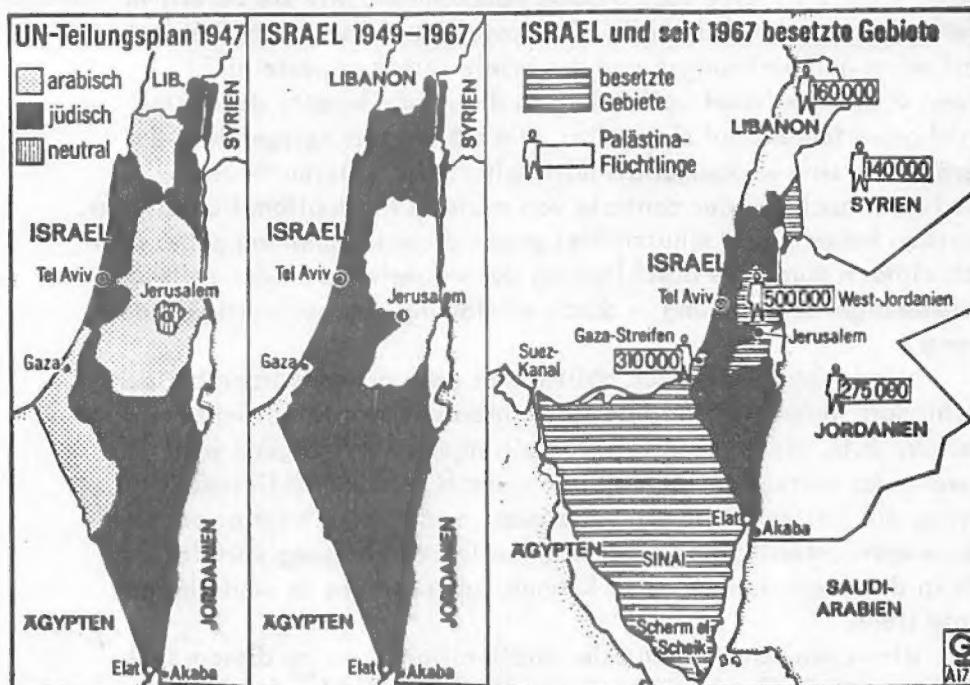 UN-Teilungsplan 1947
arabisch
jüdisch
neutral
LIB.
SYRIEN
ISRAEL
Tel Aviv
Jerusalem
Gaza
JORDANIEN
ÄGYPTEN
Elat
Akaba
ISRAEL 1949–1967
LIBANON
SYRIEN
ISRAEL
Tel Aviv
Jerusalem
Gaza
JORDANIEN
ÄGYPTEN
Elat
Akaba
ISRAEL und seit 1967 besetzte Gebiete
besetzte
Gebiete
Palästina-
Flüchtlinge
160000
LIBANON
140000
SYRIEN
ISRAEL
Tel Aviv
500000
West-Jordanien
Gaza-Streifen
Jerusalem
310000
Suez-
Kanal
275000
JORDANIEN
Elat
Akaba
ÄGYPTEN
SINAI
SAUDI-
ARABIEN
Scherm el
Scheik